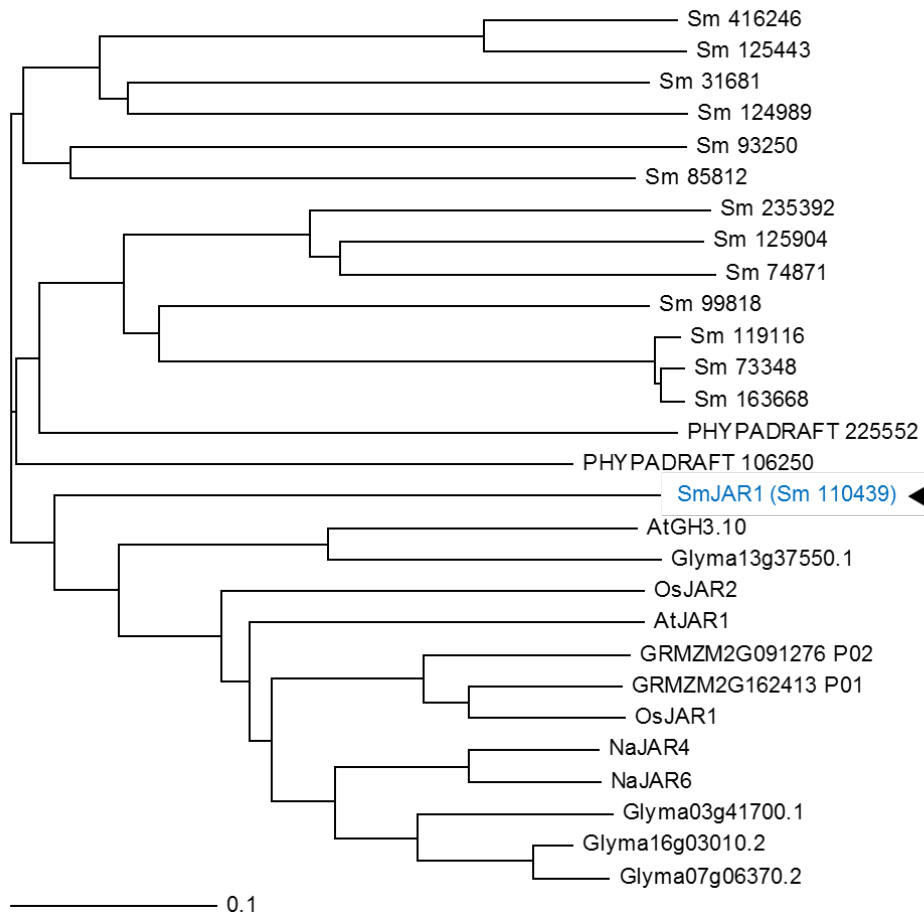 Sm 416246
Sm 125443
Sm 31681
Sm 124989
Sm 93250
Sm 85812
Sm 235392
Sm 125904
Sm 74871
Sm 99818
Sm 119116
Sm 73348
Sm 163668
PHYPADRAFT 225552
PHYPADRAFT 106250
SmJAR1 (Sm 110439)
AtGH3.10
Glyma13g37550.1
OsJAR2
AtJAR1
GRMZM2G091276 P02
GRMZM2G162413 P01
OsJAR1
NaJAR4
NaJAR6
Glyma03g41700.1
Glyma16g03010.2
Glyma07g06370.2
0.1